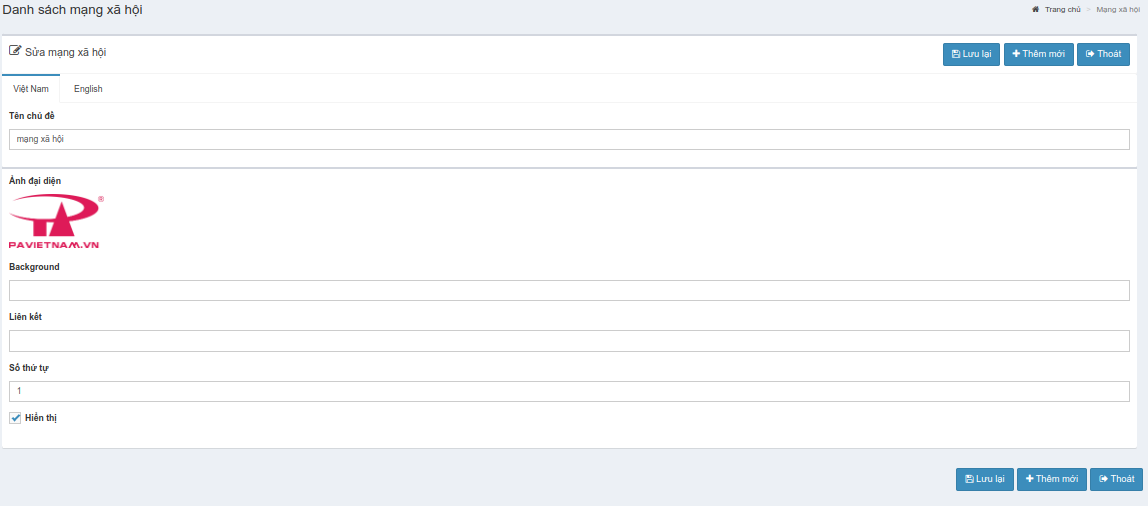 Danh sách mạng xã hội
Trang chủ > Mạng xã hội
Sửa mạng xã hội
Lưu lại Thêm mới Thoát
Việt Nam English
Tên chủ đề
mạng xã hội
Ảnh đại diện
®
PAVIETNAM.VN
Background
Liên kết
Số thứ tự
1
Hiển thị
Lưu lại Thêm mới Thoát